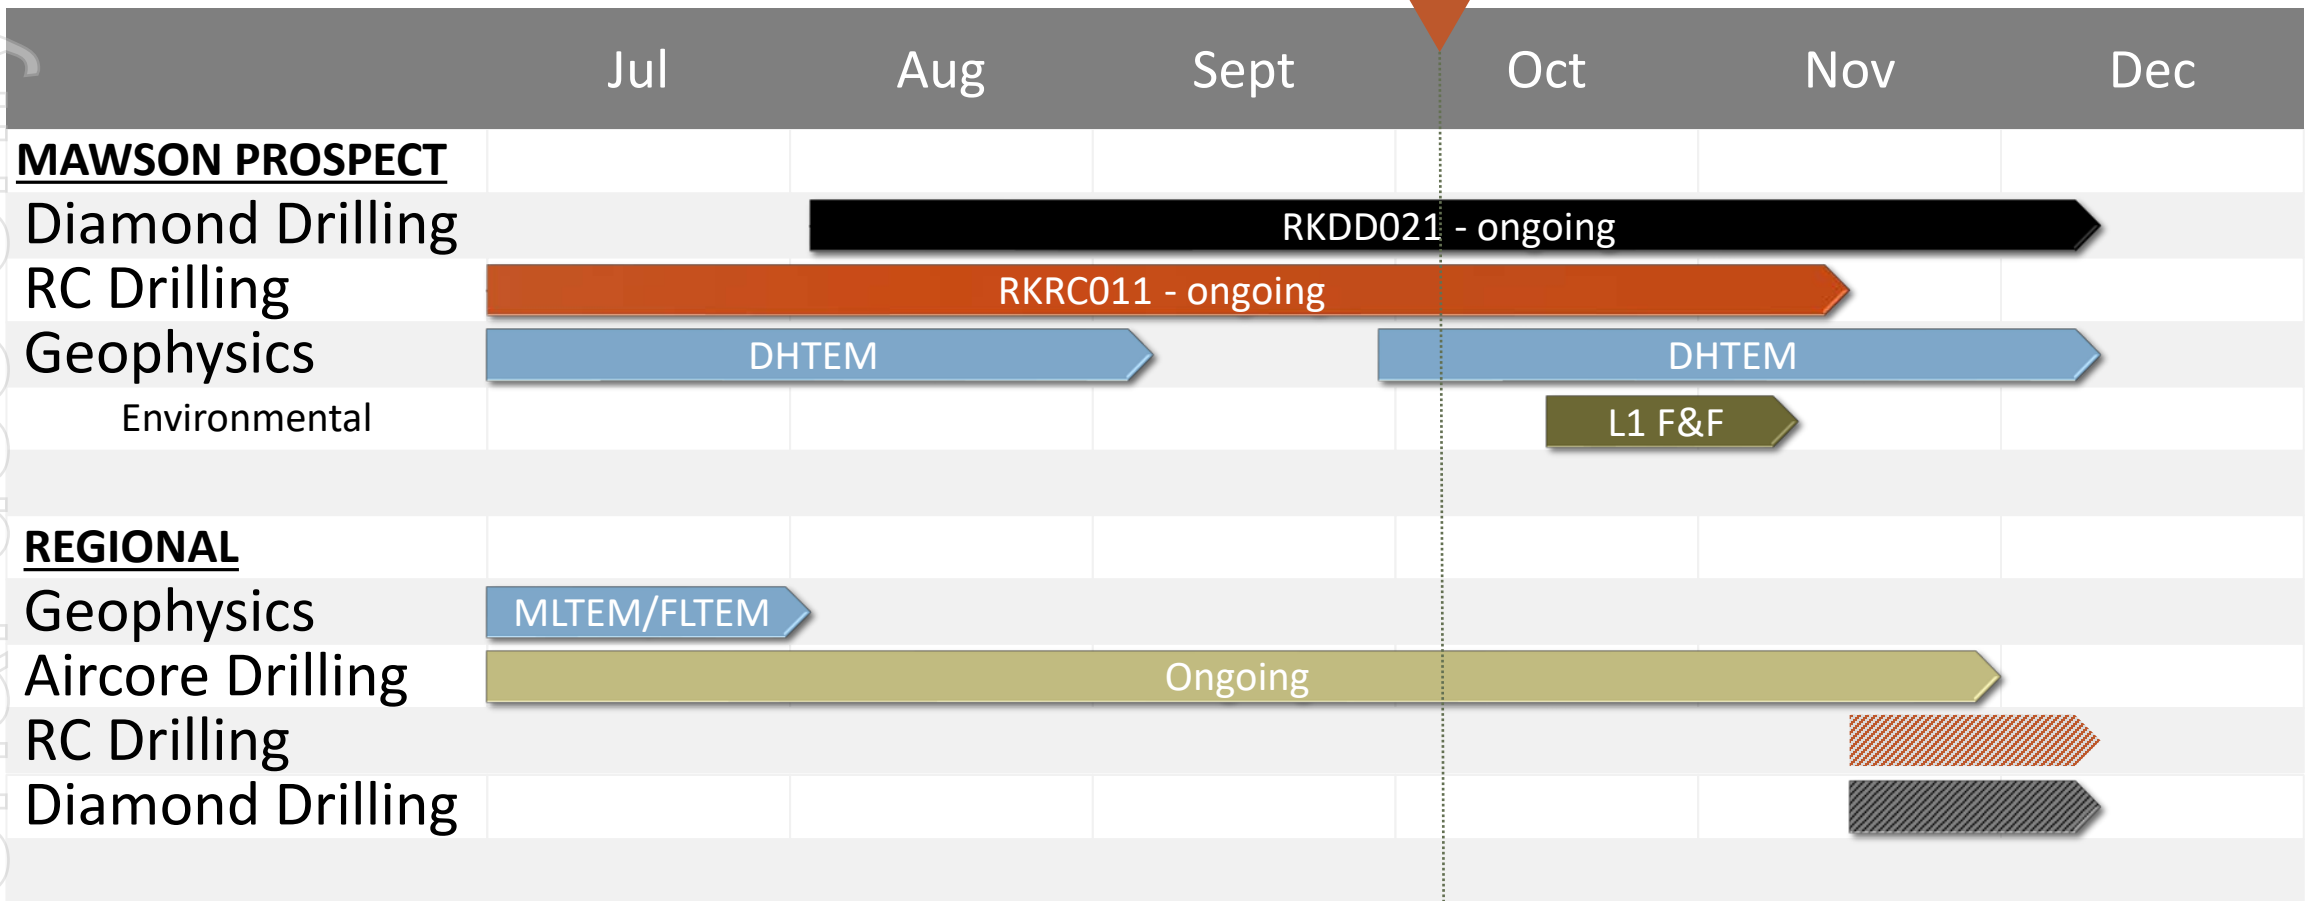 Jul Aug Sept Oct Nov Dec
MAWSON PROSPECT
Diamond Drilling RKDD021 - ongoing
RC Drilling RKRC011 - ongoing
Geophysics DHTEM DHTEM
Environmental L1 F&F
REGIONAL
Geophysics MLTEM/FLTEM
Aircore Drilling Ongoing
RC Drilling
Diamond Drilling